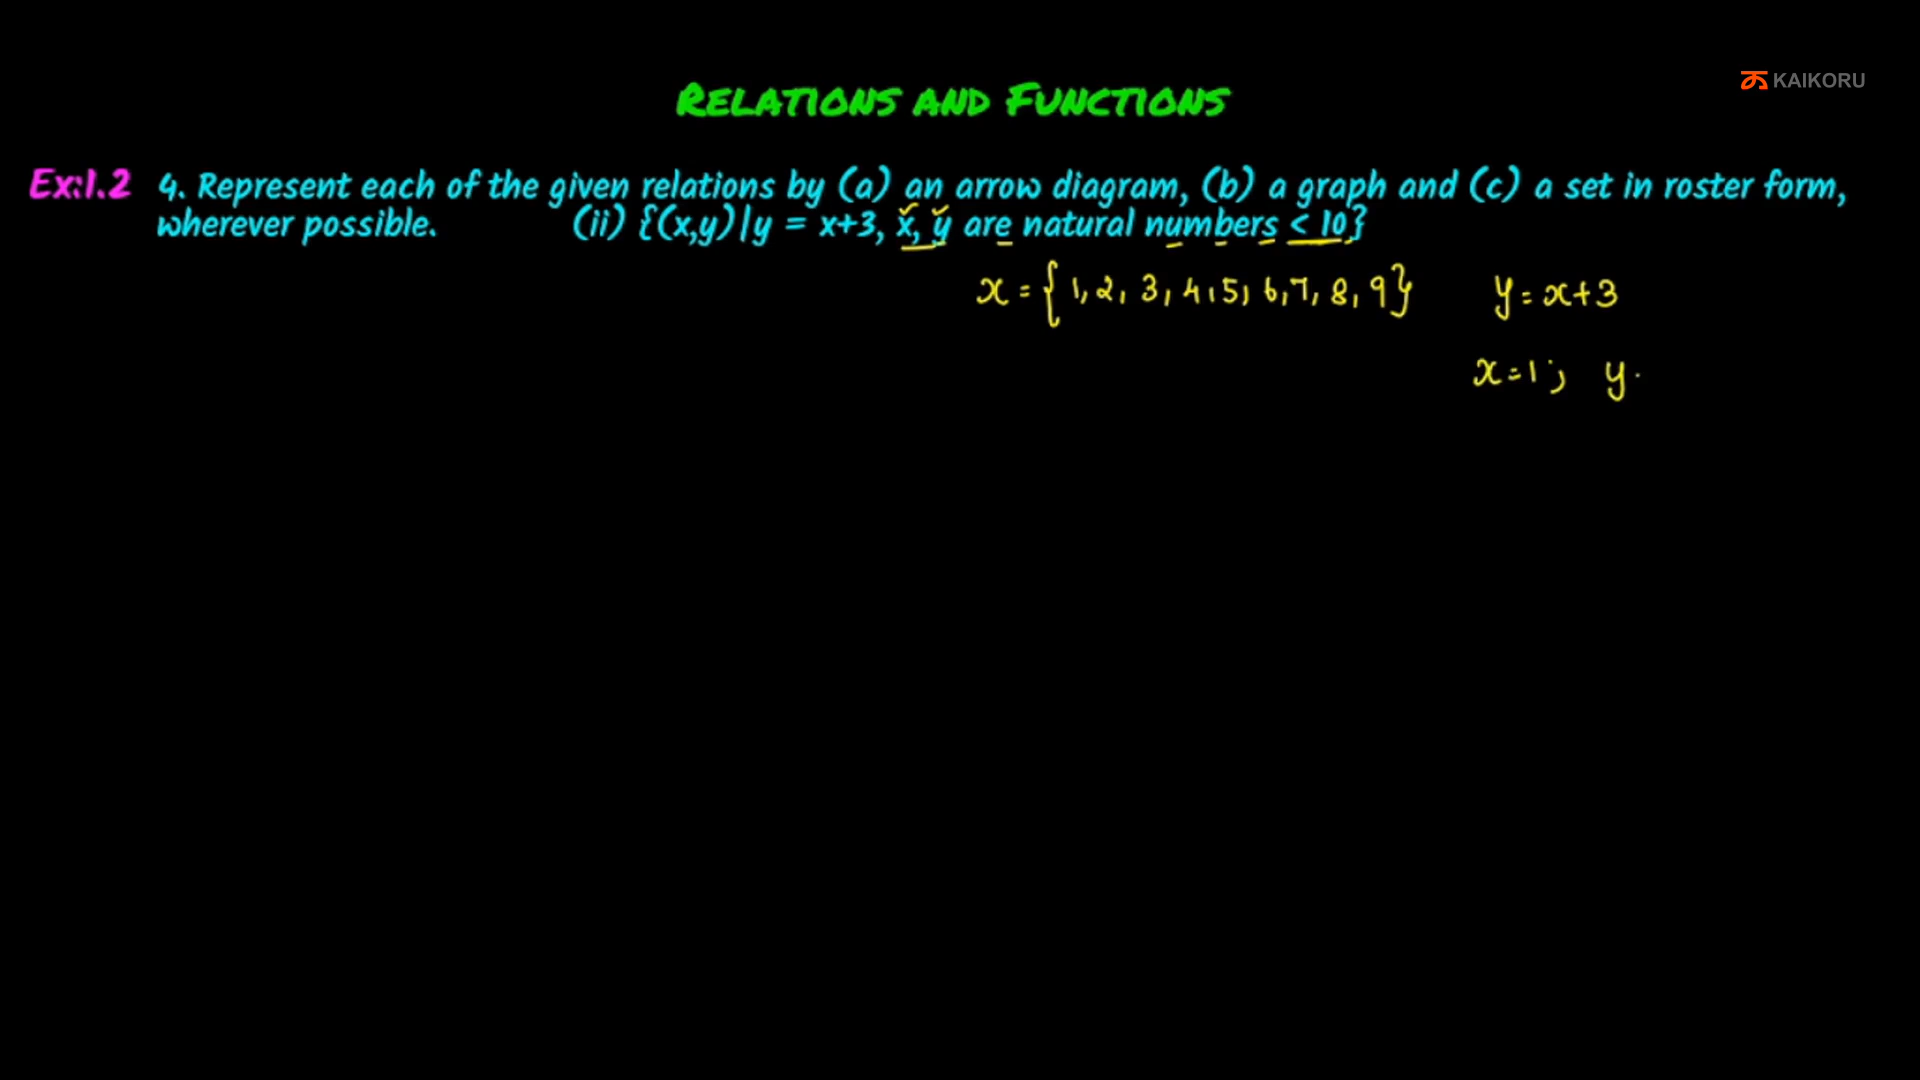 RELATIONS AND FUNCTIONS
KAIKORU
Ex:1.2 4. Represent each of the given relations by (a) an arrow diagram, (b) a graph and (c) a set in roster form,
wherever possible. (ii) {(x,y)|y = x+3, x, y are natural numbers < 10}
x = {1, 2, 3, 4, 5, 6, 7, 8, 9} y = x+3
x = 1; y